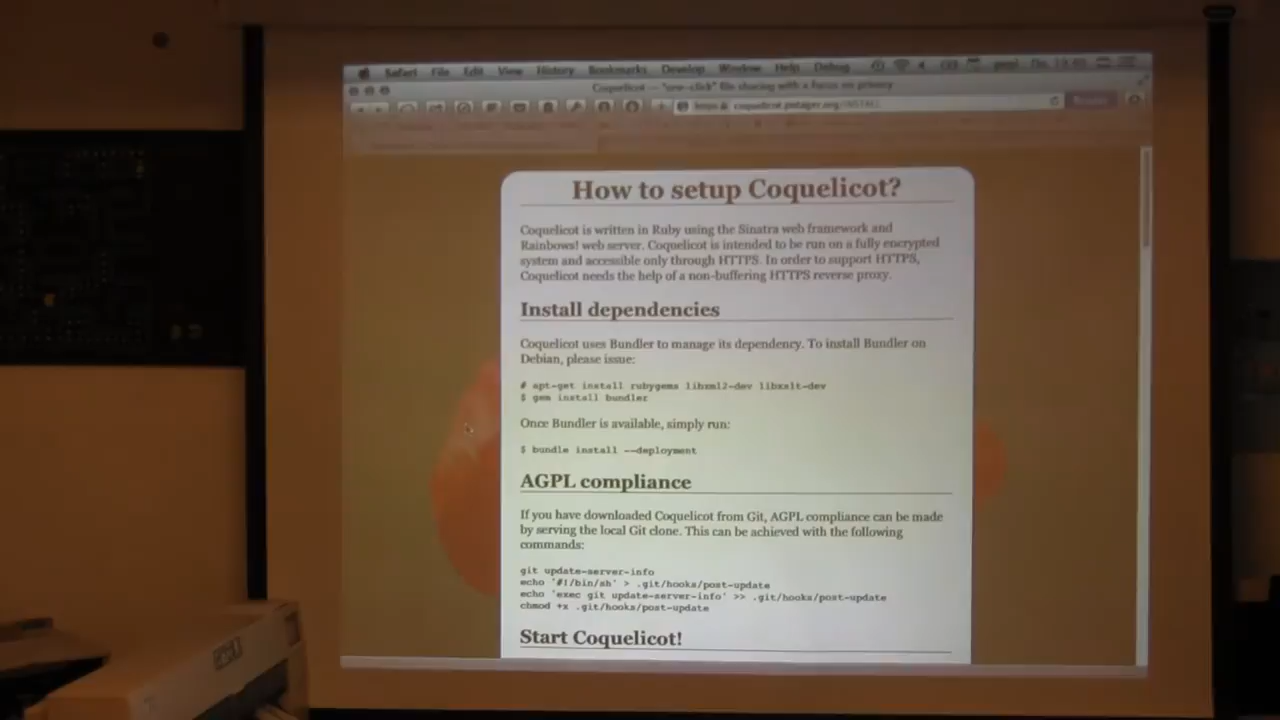 Safari File Edit View History Bookmarks Develop Window Help Debug
Coquelicot — "one-click" file sharing with a focus on privacy
coquelicot.potager.org/INSTALL
How to setup Coquelicot?
Coquelicot is written in Ruby using the Sinatra web framework and
Rainbows! web server. Coquelicot is intended to be run on a fully encrypted
system and accessible only through HTTPS. In order to support HTTPS,
Coquelicot needs the help of a non-buffering HTTPS reverse proxy.
Install dependencies
Coquelicot uses Bundler to manage its dependency. To install Bundler on
Debian, please issue:
# apt-get install rubygems libxml2-dev libxslt-dev
$ gem install bundler
Once Bundler is available, simply run:
$ bundle install --deployment
AGPL compliance
If you have downloaded Coquelicot from Git, AGPL compliance can be made
by serving the local Git clone. This can be achieved with the following
commands:
git update-server-info
echo '#!/bin/sh' > .git/hooks/post-update
echo 'exec git update-server-info' >> .git/hooks/post-update
chmod +x .git/hooks/post-update
Start Coquelicot!